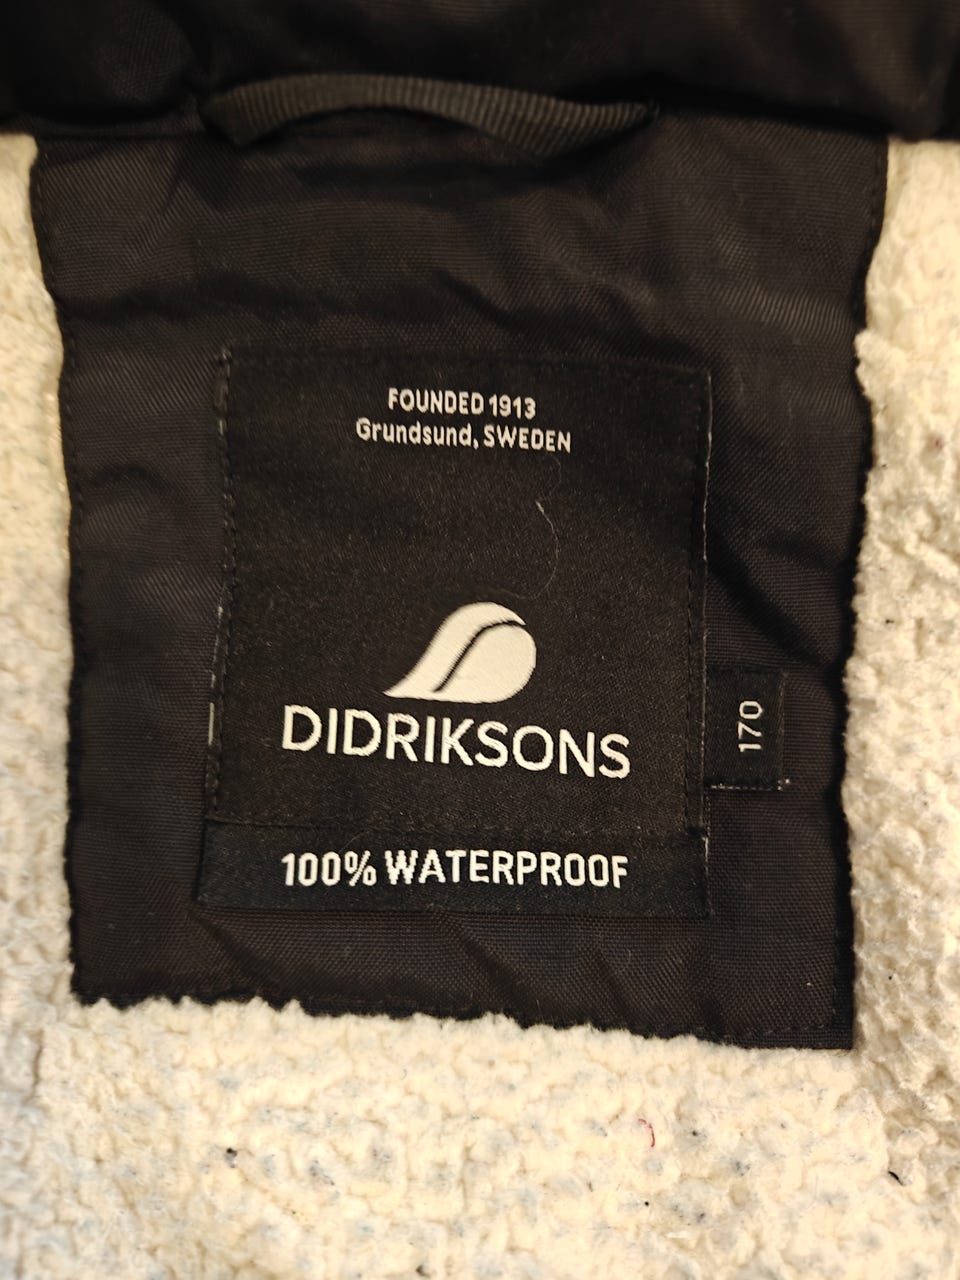 FOUNDED 1913
Grundsund, SWEDEN
DIDRIKSONS
170
100% WATERPROOF